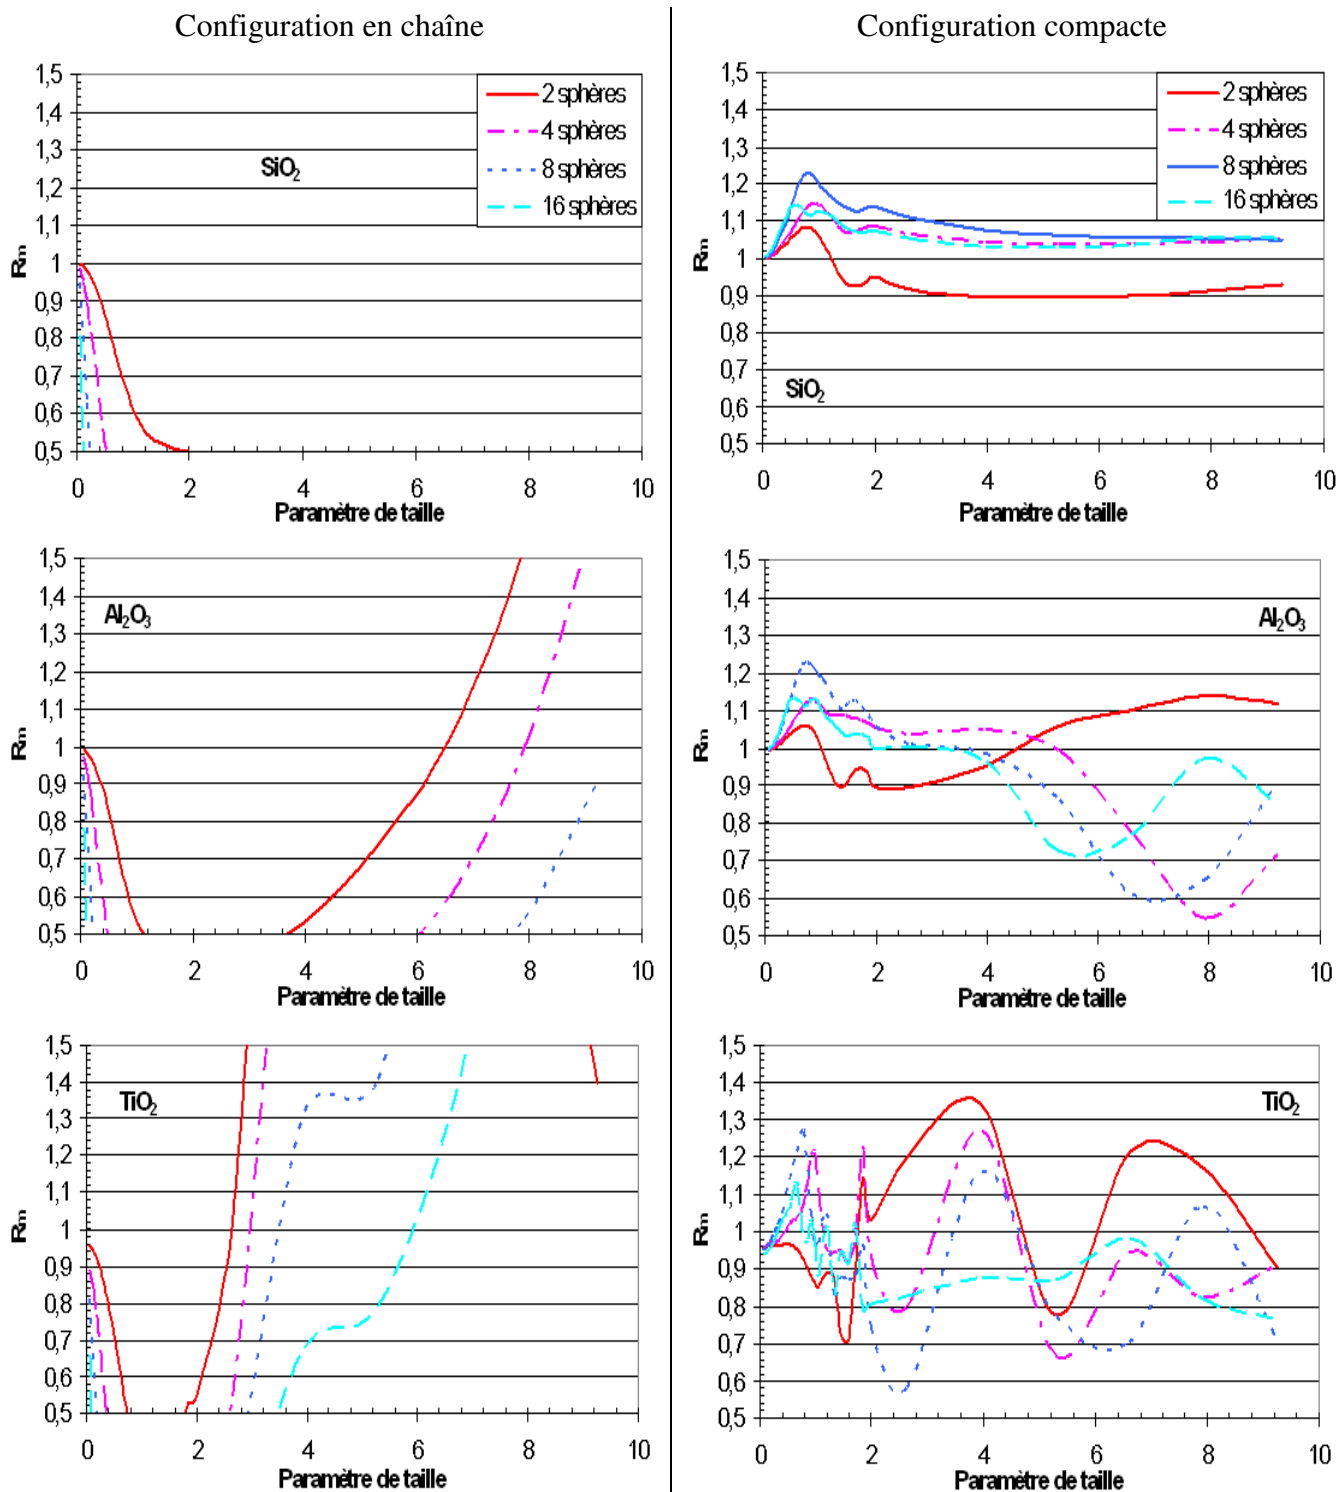 Configuration en chaîne
Configuration compacte
1,5
1,4
1,3
1,2
1,1
1
0,9
0,8
0,7
0,6
0,5
Rm
SiO2
2 sphères
4 sphères
8 sphères
16 sphères
0 2 4 6 8 10
Paramètre de taille
1,5
1,4
1,3
1,2
1,1
1
0,9
0,8
0,7
0,6
0,5
Rm
2 sphères
4 sphères
8 sphères
16 sphères
SiO2
0 2 4 6 8 10
Paramètre de taille
1,5
1,4
1,3
1,2
1,1
1
0,9
0,8
0,7
0,6
0,5
Rm
Al2O3
0 2 4 6 8 10
Paramètre de taille
1,5
1,4
1,3
1,2
1,1
1
0,9
0,8
0,7
0,6
0,5
Rm
Al2O3
0 2 4 6 8 10
Paramètre de taille
1,5
1,4
1,3
1,2
1,1
1
0,9
0,8
0,7
0,6
0,5
Rm
TiO2
0 2 4 6 8 10
Paramètre de taille
1,5
1,4
1,3
1,2
1,1
1
0,9
0,8
0,7
0,6
0,5
Rm
TiO2
0 2 4 6 8 10
Paramètre de taille